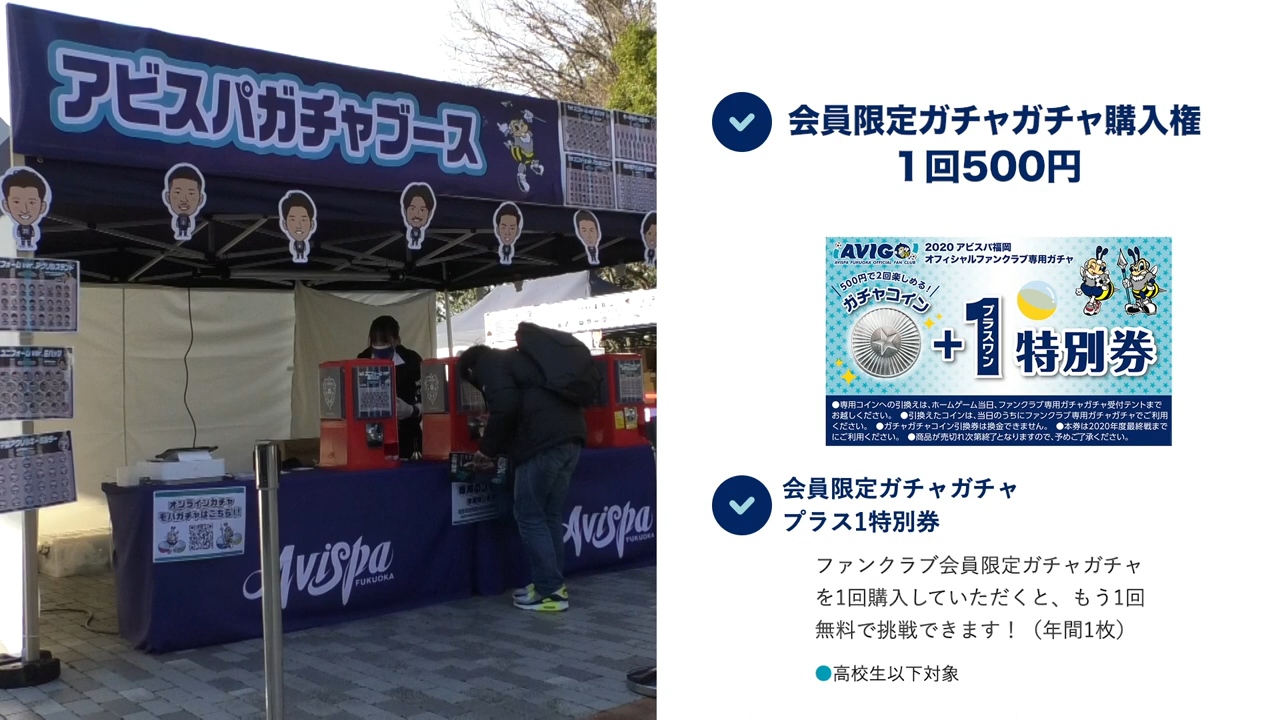 アビスパガチャブース
オンラインガチャ
モバガチャはこちら!!
Avispa
FUKUOKA
Avispa
FUKUOKA
会員限定ガチャガチャ購入権
1回500円
¡AVIGO!
AVISPA FUKUOKA OFFICIAL FAN CLUB
2020 アビスパ福岡
オフィシャルファンクラブ専用ガチャ
500円で2回楽しめる!
ガチャコイン
+1 プラスワン 特別券
●専用コインへの引換えは、ホームゲーム当日、ファンクラブ専用ガチャガチャ受付テントまで
お越しください。 ●引換えたコインは、当日のうちにファンクラブ専用ガチャガチャでご利用
ください。 ●ガチャガチャコイン引換券は換金できません。 ●本券は2020年度最終戦まで
にご利用ください。 ●商品が売切れ次第終了となりますので、予めご了承ください。
会員限定ガチャガチャ
プラス1特別券
ファンクラブ会員限定ガチャガチャ
を1回購入していただくと、もう1回
無料で挑戦できます！（年間1枚）
●高校生以下対象